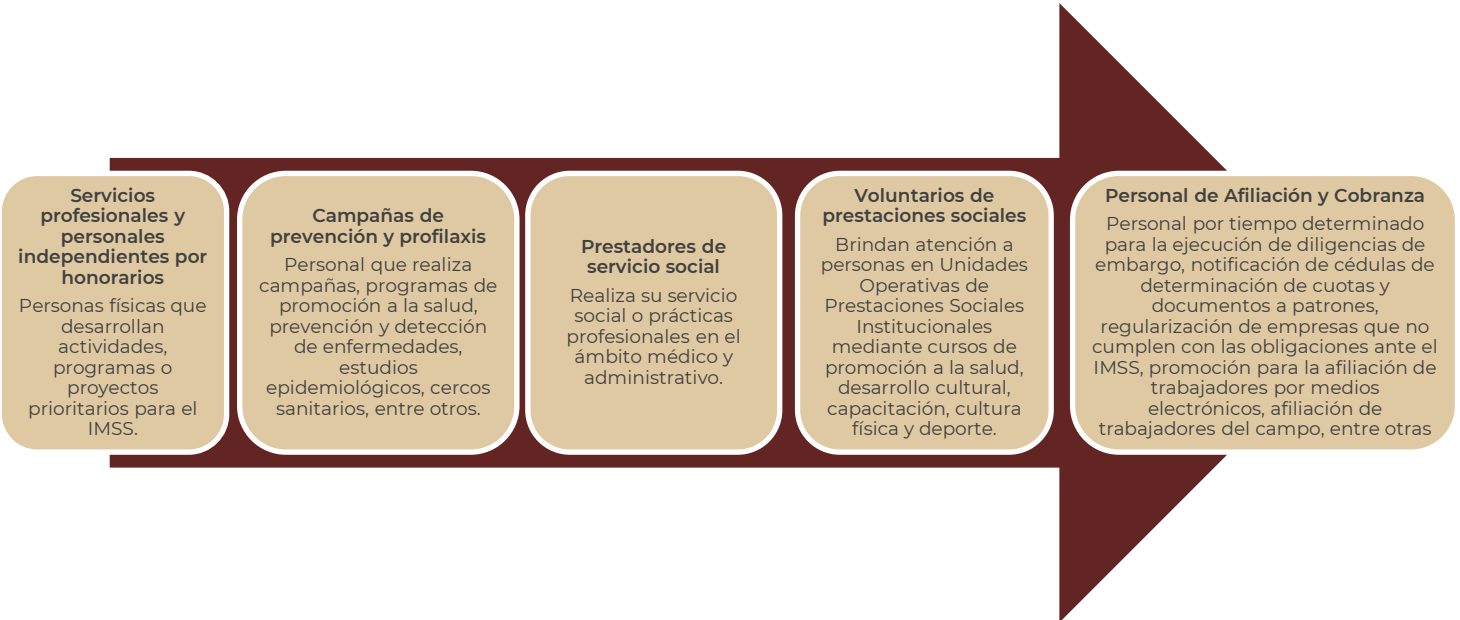 Servicios
profesionales y
personales
independientes por
honorarios
Personas físicas que
desarrollan
actividades,
programas o
proyectos
prioritarios para el
IMSS.
Campañas de
prevención y profilaxis
Personal que realiza
campañas, programas de
promoción a la salud,
prevención y detección
de enfermedades,
estudios
epidemiológicos, cercos
sanitarios, entre otros.
Prestadores de
servicio social
Realiza su servicio
social o prácticas
profesionales en el
ámbito médico y
administrativo.
Voluntarios de
prestaciones sociales
Brindan atención a
personas en Unidades
Operativas de
Prestaciones Sociales
Institucionales
mediante cursos de
promoción a la salud,
desarrollo cultural,
capacitación, cultura
física y deporte.
Personal de Afiliación y Cobranza
Personal por tiempo determinado
para la ejecución de diligencias de
embargo, notificación de cédulas de
determinación de cuotas y
documentos a patrones,
regularización de empresas que no
cumplen con las obligaciones ante el
IMSS, promoción para la afiliación de
trabajadores por medios
electrónicos, afiliación de
trabajadores del campo, entre otras